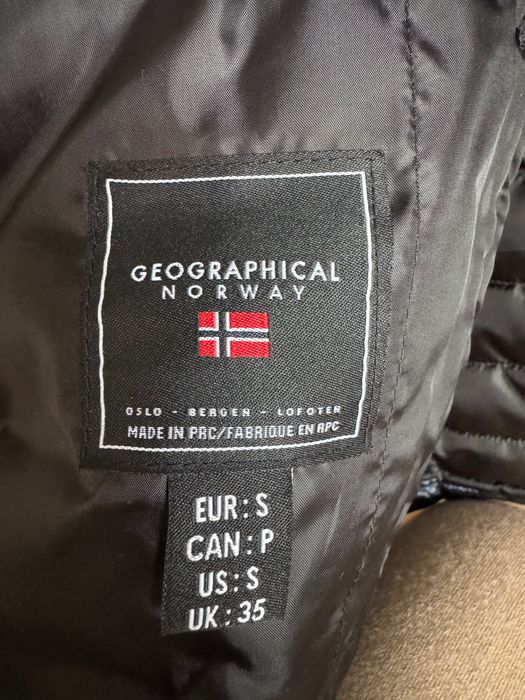 GEOGRAPHICAL
NORWAY
OSLO - BERGEN - LOFOTEN
MADE IN PRC/FABRIQUE EN RPC
EUR: S
CAN: P
US: S
UK: 35